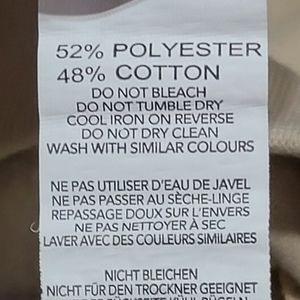 52% POLYESTER
48% COTTON
DO NOT BLEACH
DO NOT TUMBLE DRY
COOL IRON ON REVERSE
DO NOT DRY CLEAN
WASH WITH SIMILAR COLOURS
NE PAS UTILISER D'EAU DE JAVEL
NE PAS PASSER AU SÈCHE-LINGE
REPASSAGE DOUX SUR L'ENVERS
NE PAS NETTOYER À SEC
LAVER AVEC DES COULEURS SIMILAIRES
NICHT BLEICHEN
NICHT FÜR DEN TROCKNER GEEIGNET